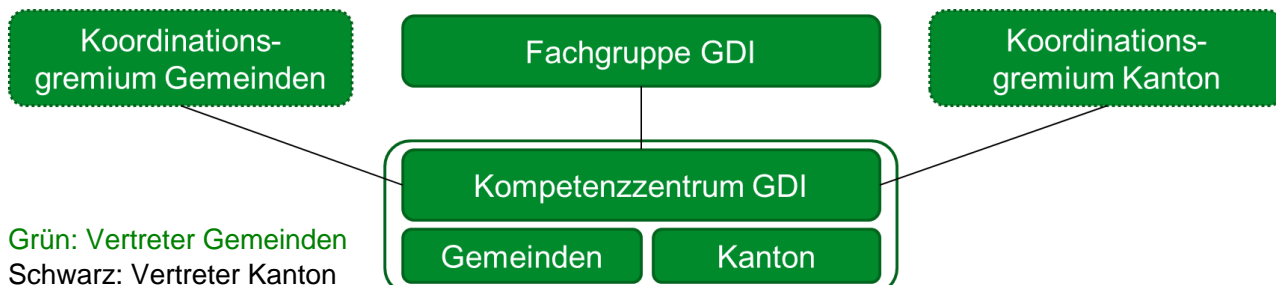 Koordinations-
gremium Gemeinden
Fachgruppe GDI
Koordinations-
gremium Kanton
Kompetenzzentrum GDI
Gemeinden
Kanton
Grün: Vertreter Gemeinden
Schwarz: Vertreter Kanton